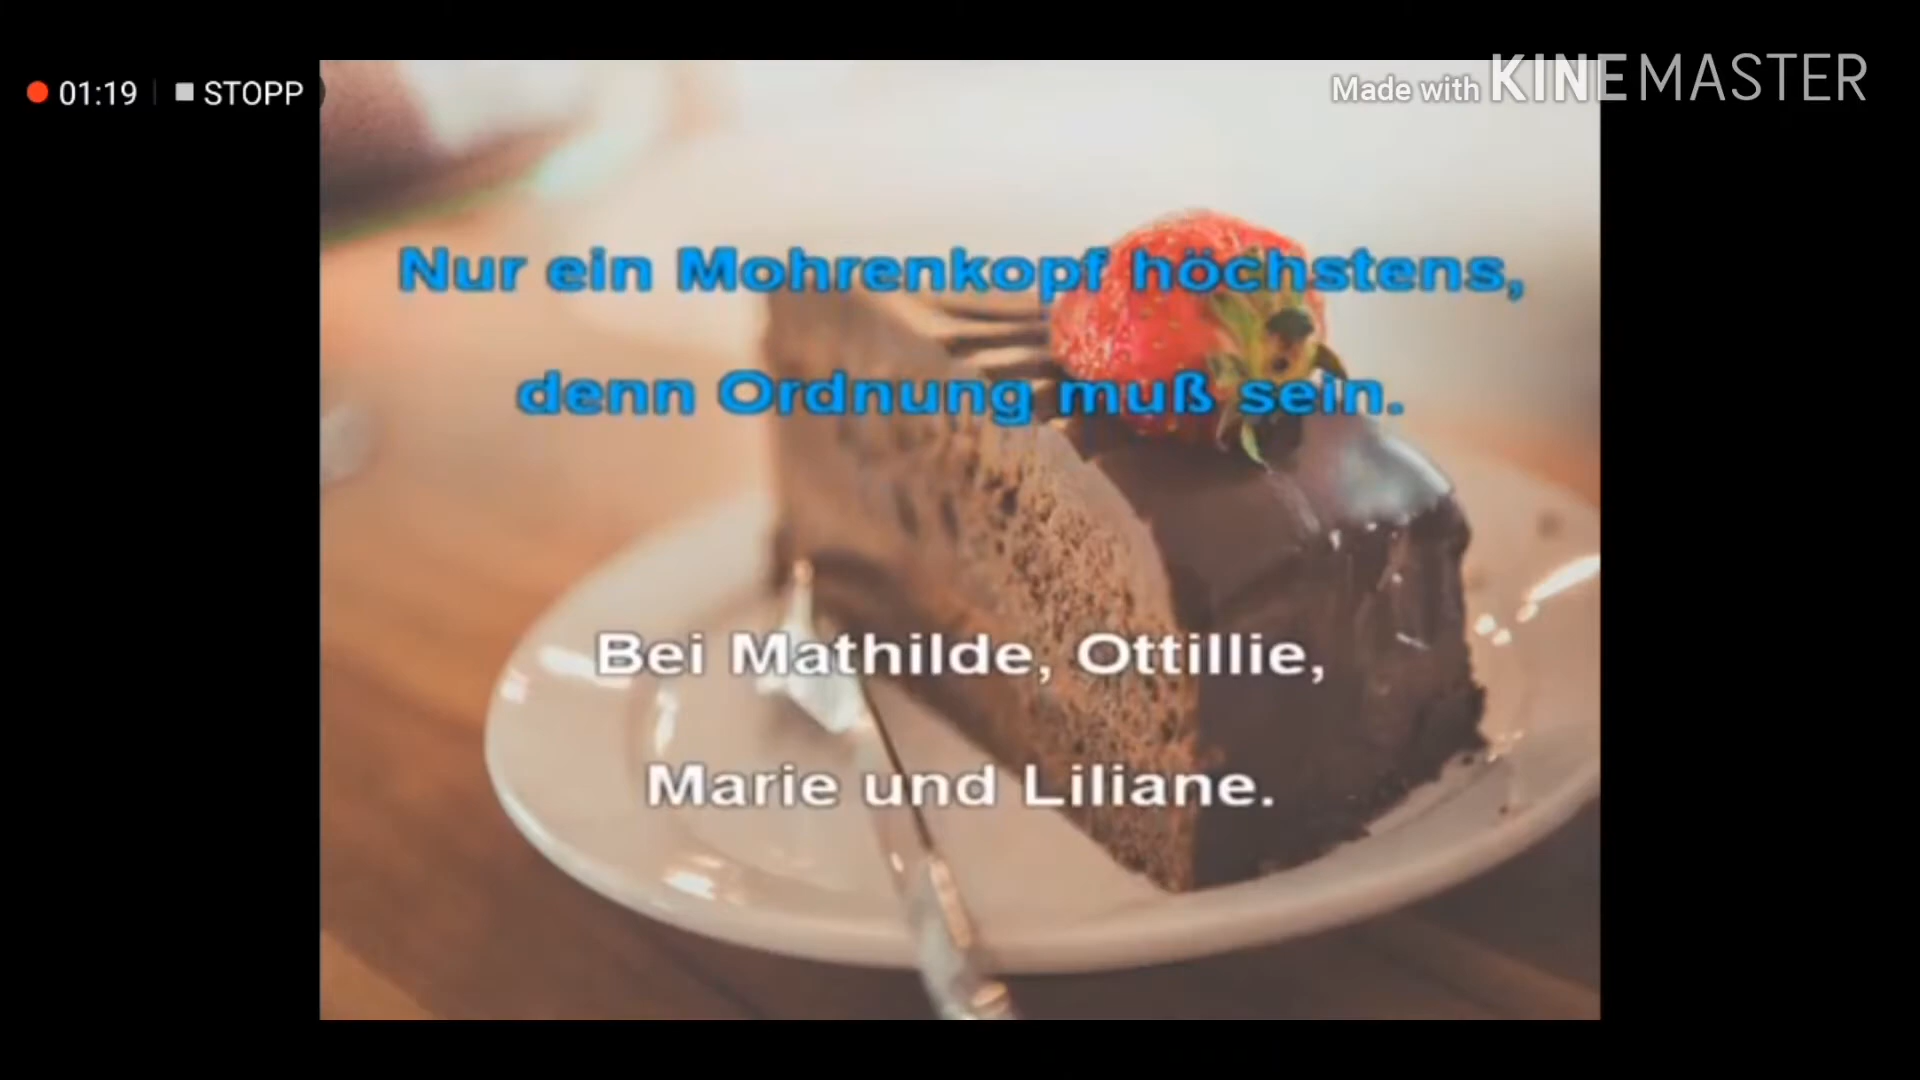 01:19 STOPP
Made with KINEMASTER
Nur ein Mohrenkopf höchstens,
denn Ordnung muß sein.
Bei Mathilde, Ottillie,
Marie und Liliane.